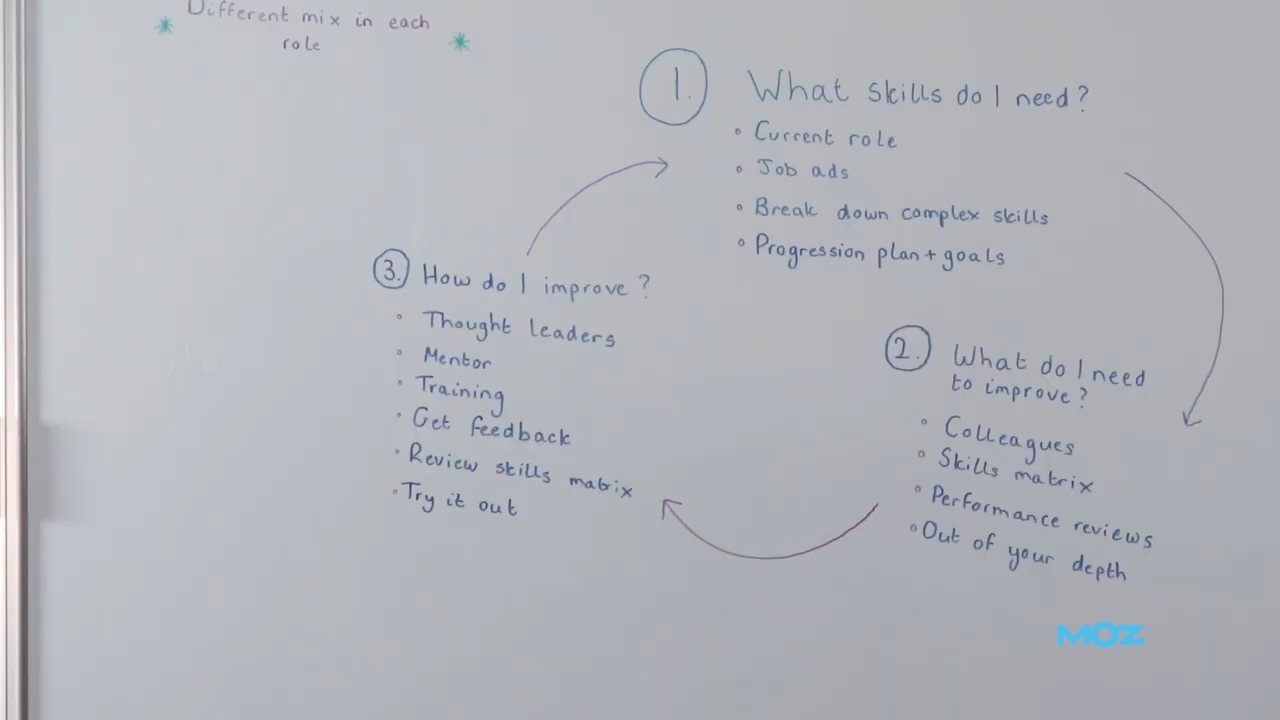 Different mix in each
role
1. What skills do I need?
• Current role
• Job ads
• Break down complex skills
• Progression plan + goals
2. What do I need
to improve?
• Colleagues
• Skills matrix
• Performance reviews
• Out of your depth
3. How do I improve?
• Thought leaders
• Mentor
• Training
• Get feedback
• Review skills matrix
• Try it out
MOZ